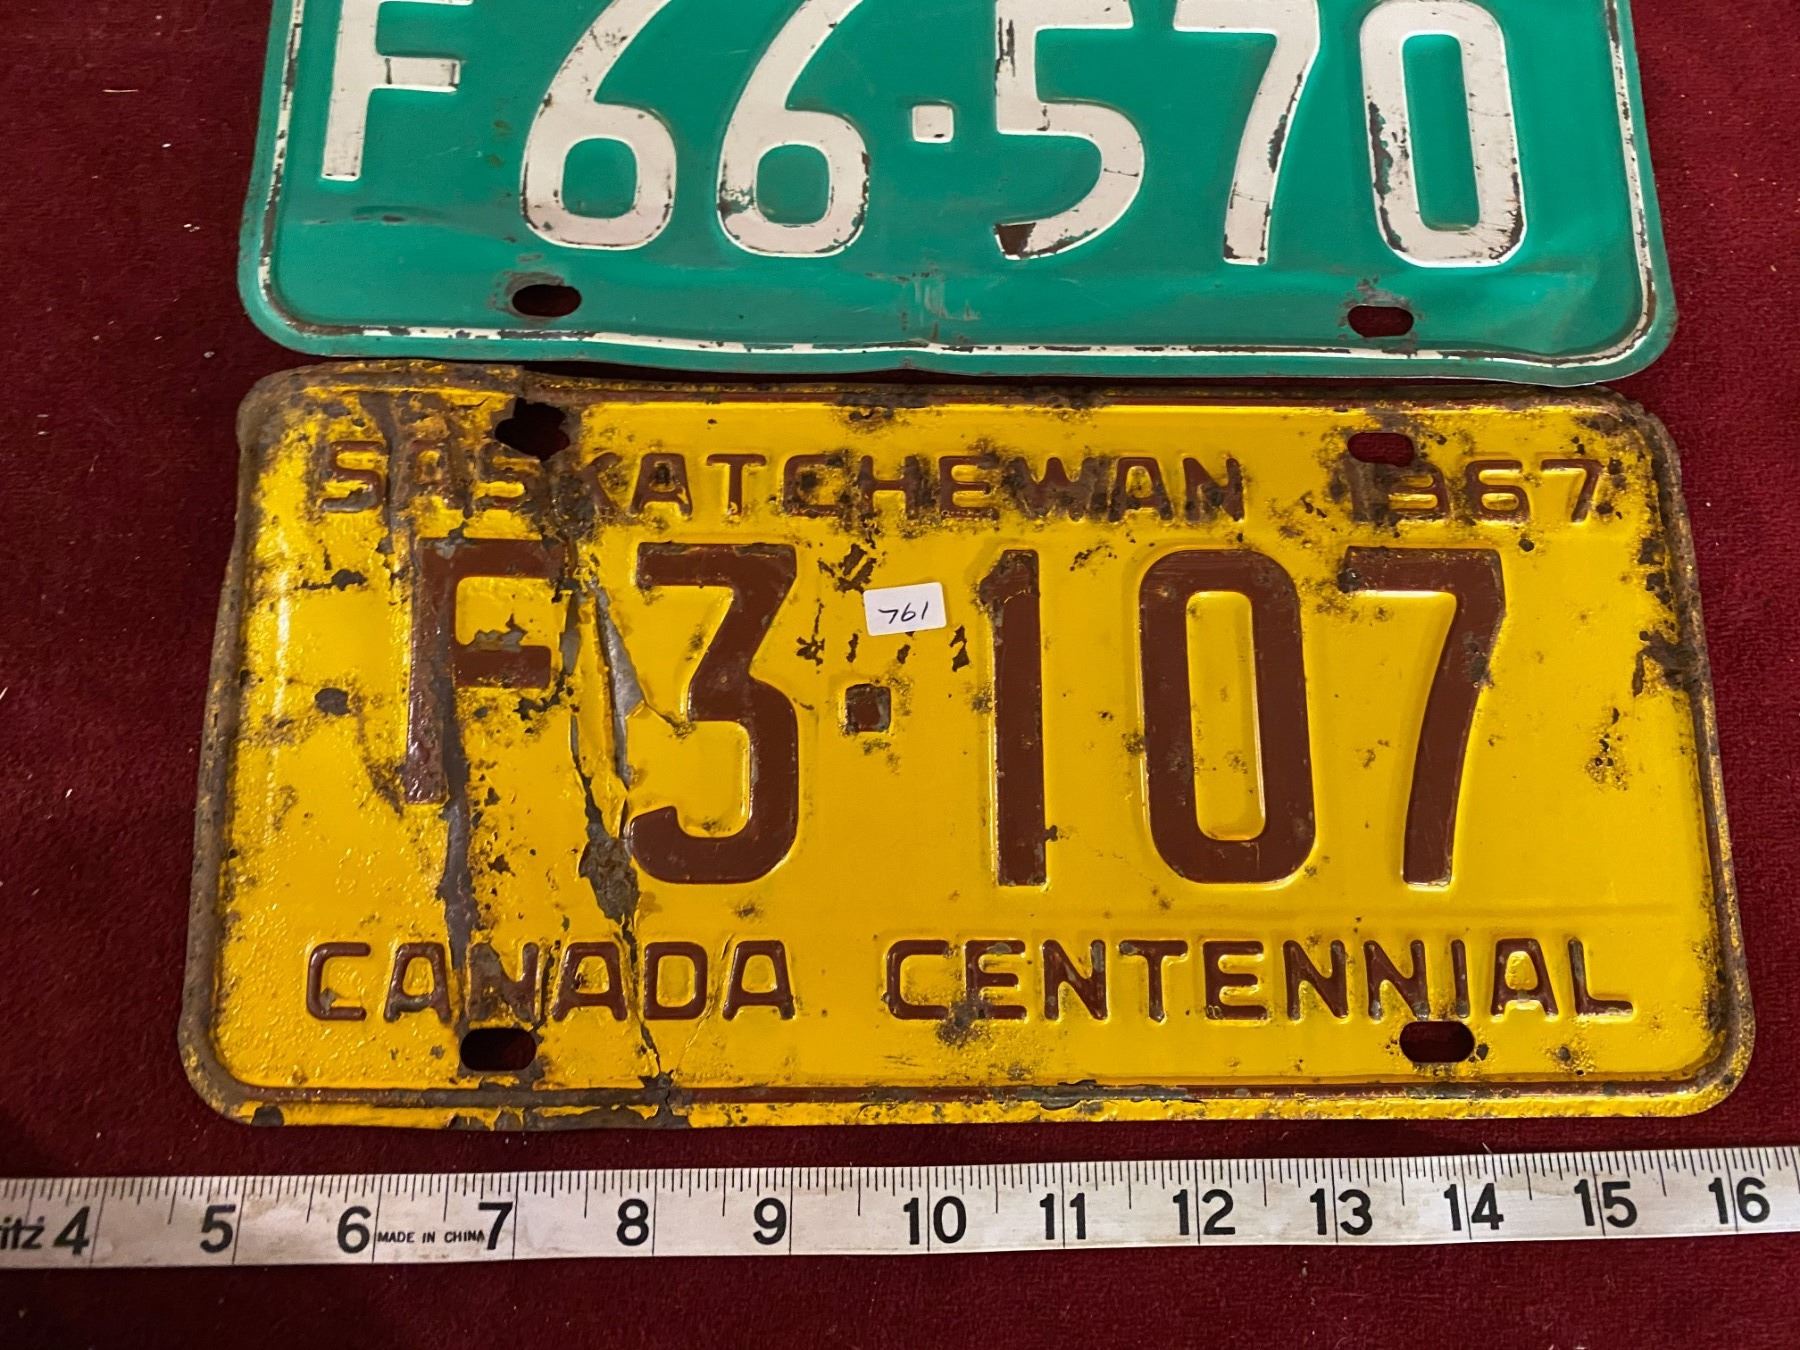 F66·570
SASKATCHEWAN 1967
F3·107
761
CANADA CENTENNIAL
4 5 6 MADE IN CHINA 7 8 9 10 11 12 13 14 15 16